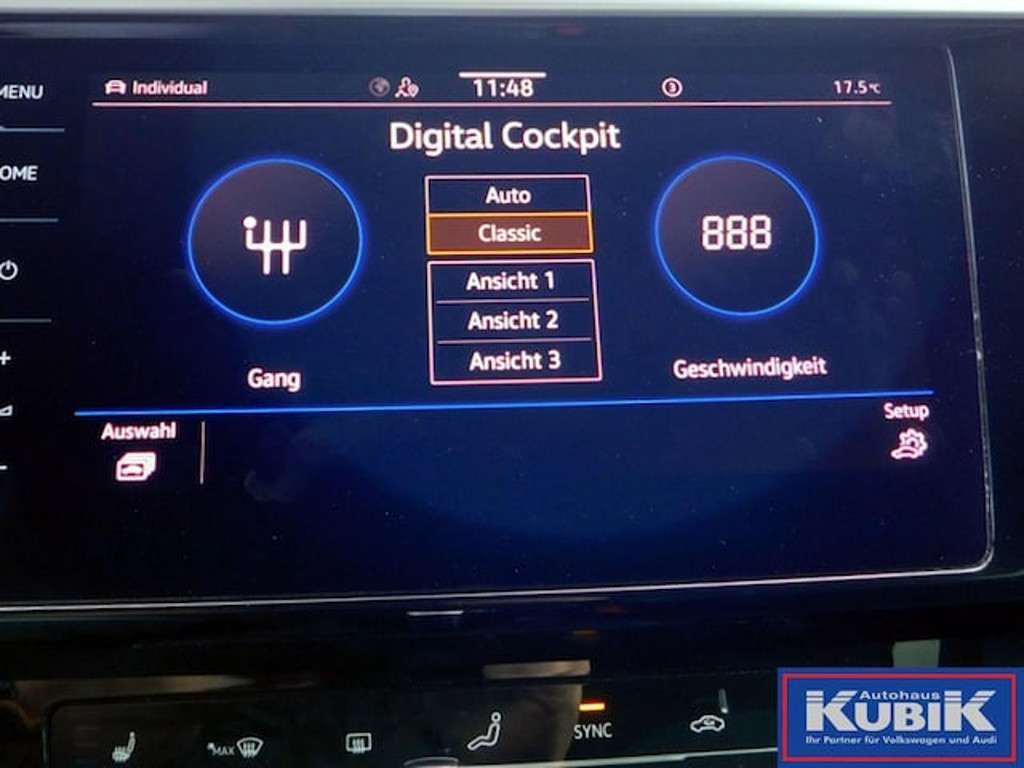 MENU
Individual
11:48
3
17.5°C
Digital Cockpit
OME
Auto
Classic
888
Ansicht 1
Ansicht 2
Ansicht 3
Gang
Geschwindigkeit
Auswahl
Setup
MAX
SYNC
Autohaus
KUBIK
Ihr Partner für Volkswagen und Audi